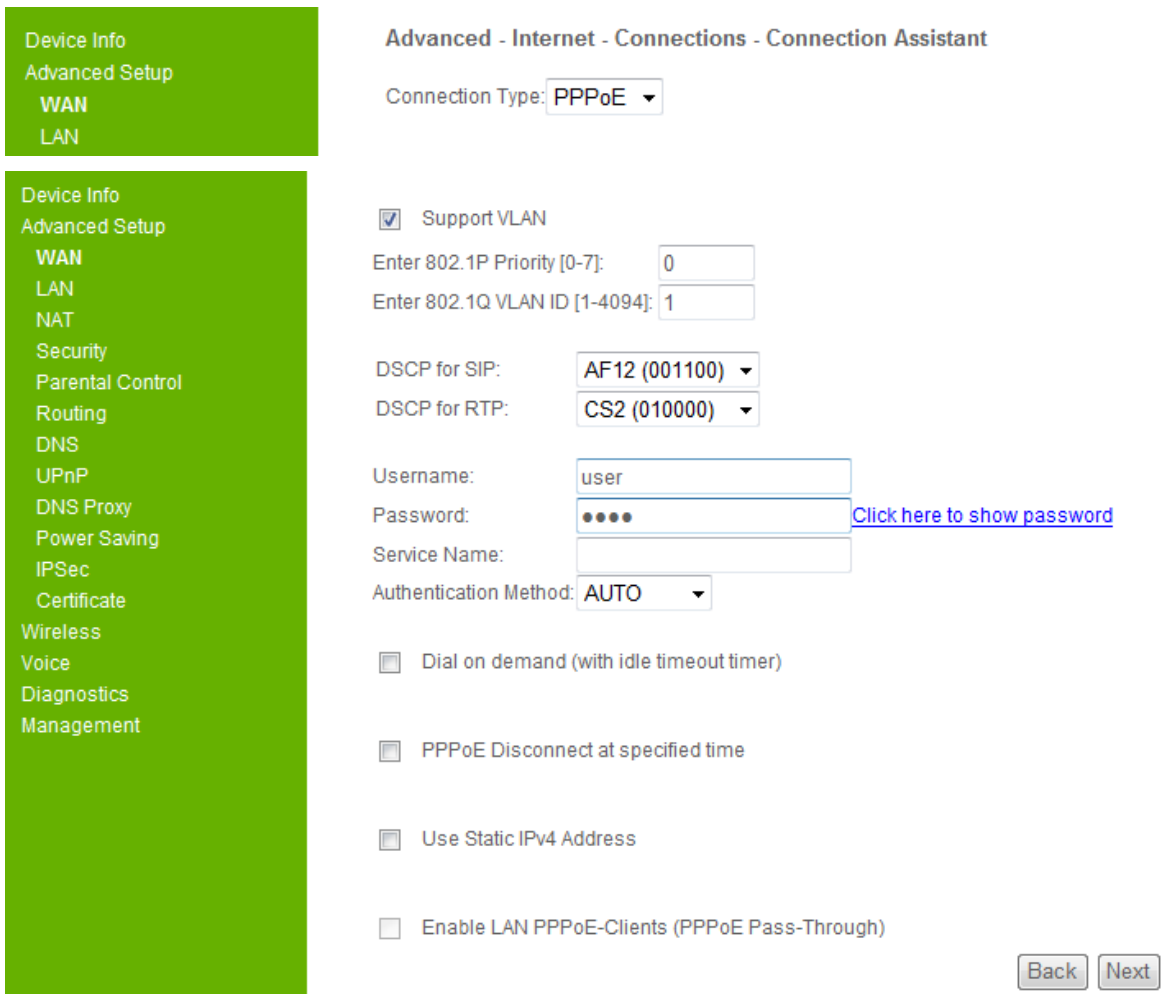 Device Info
Advanced Setup
WAN
LAN
Advanced - Internet - Connections - Connection Assistant
Connection Type: PPPoE
Device Info
Advanced Setup
WAN
LAN
NAT
Security
Parental Control
Routing
DNS
UPnP
DNS Proxy
Power Saving
IPSec
Certificate
Wireless
Voice
Diagnostics
Management
Support VLAN
Enter 802.1P Priority [0-7]: 0
Enter 802.1Q VLAN ID [1-4094]: 1
DSCP for SIP: AF12 (001100)
DSCP for RTP: CS2 (010000)
Username: user
Password: ●●●● Click here to show password
Service Name:
Authentication Method: AUTO
Dial on demand (with idle timeout timer)
PPPoE Disconnect at specified time
Use Static IPv4 Address
Enable LAN PPPoE-Clients (PPPoE Pass-Through)
Back Next